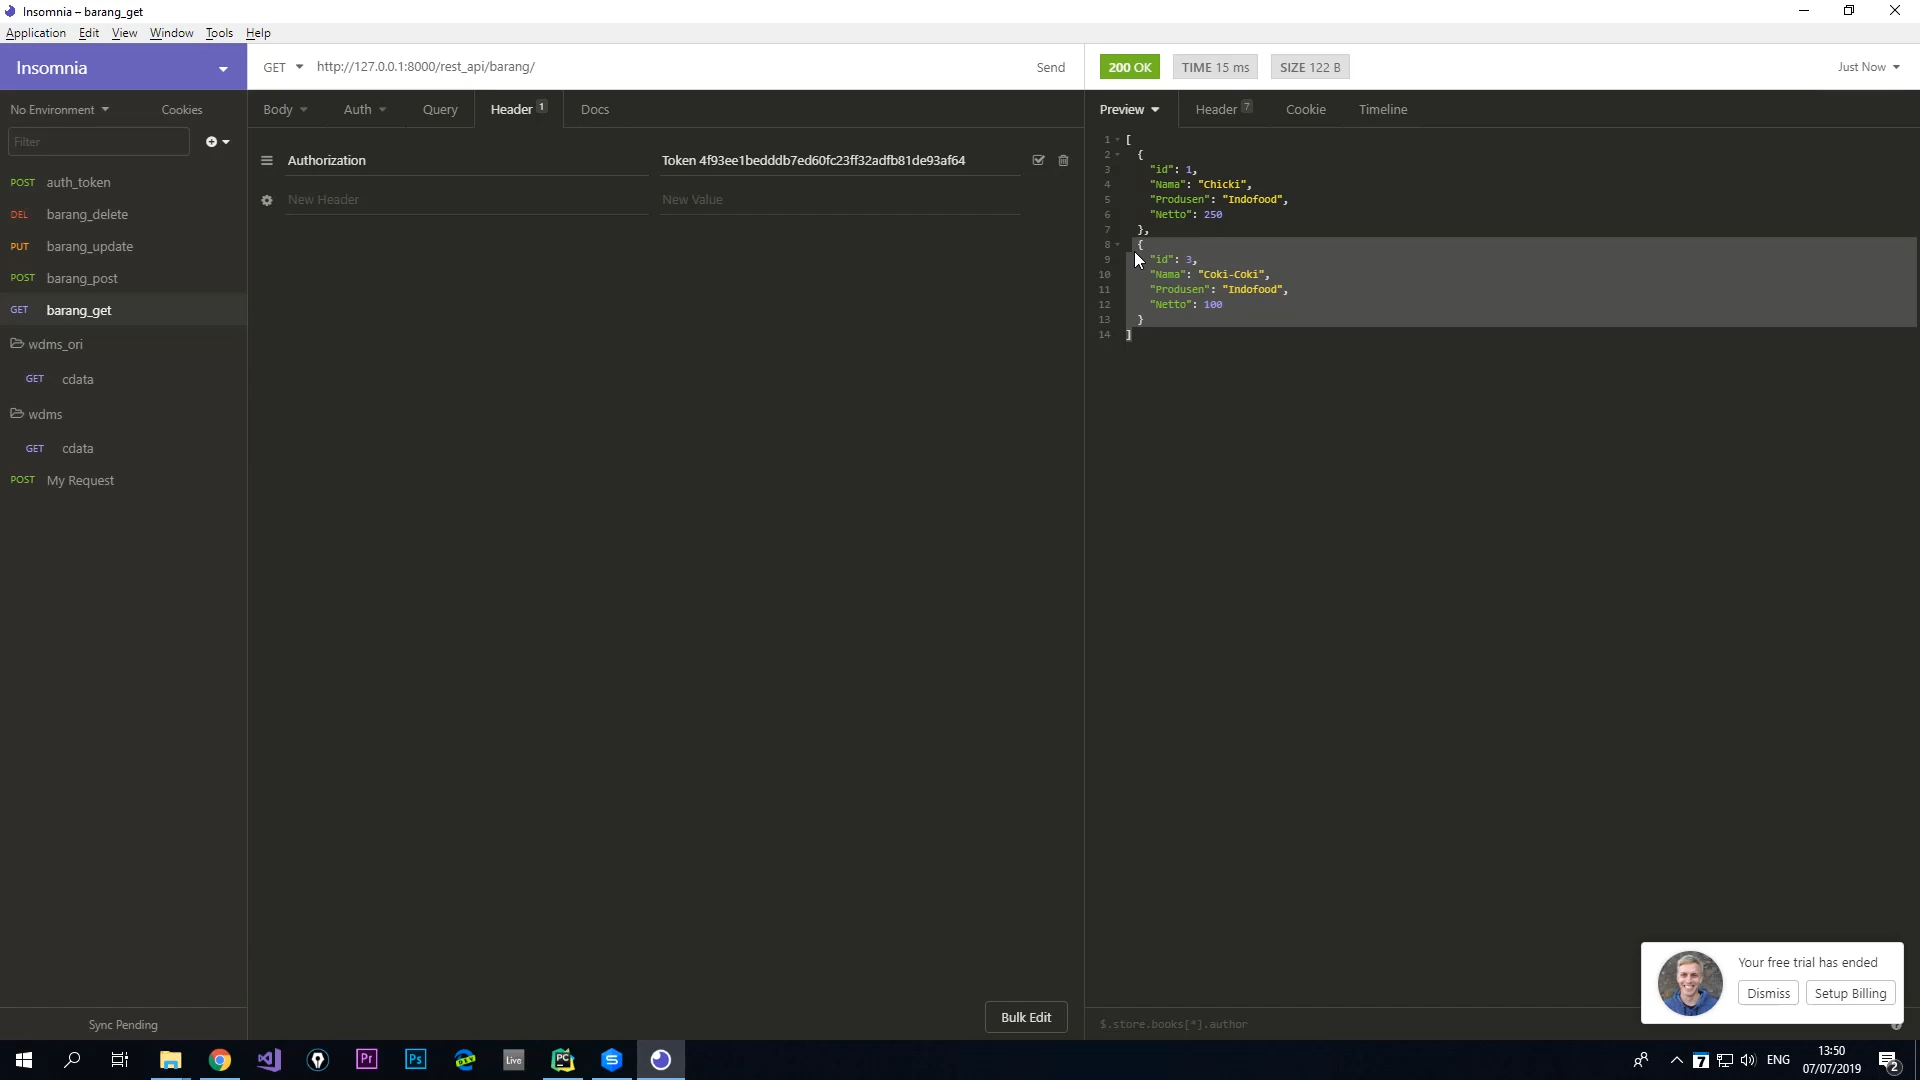 Insomnia – barang_get
Application Edit View Window Tools Help
Insomnia
GET http://127.0.0.1:8000/rest_api/barang/ Send
200 OK TIME 15 ms SIZE 122 B Just Now
No Environment Cookies
Body Auth Query Header 1 Docs
Preview Header 7 Cookie Timeline
Filter
Authorization Token 4f93ee1bedddb7ed60fc23ff32adfb81de93af64
New Header New Value
POST auth_token
DEL barang_delete
PUT barang_update
POST barang_post
GET barang_get
wdms_ori
GET cdata
wdms
GET cdata
POST My Request
1 [
2 {
3 "id": 1,
4 "Nama": "Chicki",
5 "Produsen": "Indofood",
6 "Netto": 250
7 },
8 {
9 "id": 3,
10 "Nama": "Coki-Coki",
11 "Produsen": "Indofood",
12 "Netto": 100
13 }
14 ]
Your free trial has ended
Dismiss Setup Billing
Sync Pending
Bulk Edit
$.store.books[*].author
Pr Ps Live PC 7 ENG
13:50
07/07/2019
2